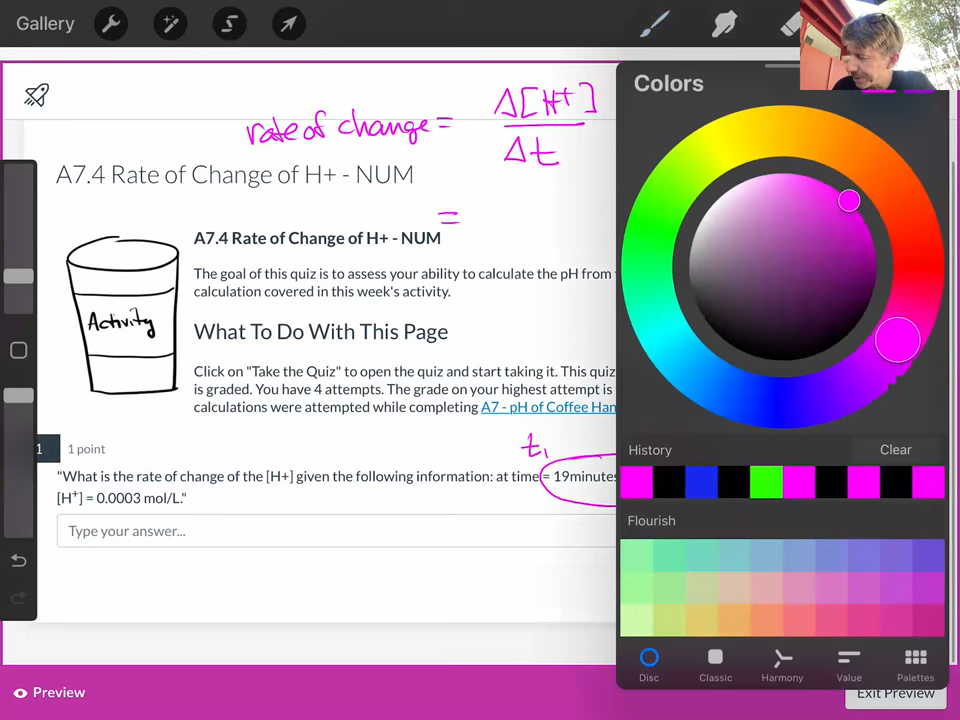 Gallery
Colors
rate of change = Δ[H+]
Δt
A7.4 Rate of Change of H+ - NUM
=
A7.4 Rate of Change of H+ - NUM
The goal of this quiz is to assess your ability to calculate the pH from
calculation covered in this week's activity.
Activity
What To Do With This Page
Click on "Take the Quiz" to open the quiz and start taking it. This quiz
is graded. You have 4 attempts. The grade on your highest attempt is
calculations were attempted while completing A7 - pH of Coffee Han
t₁
1 1 point
"What is the rate of change of the [H+] given the following information: at time = 19minutes
[H⁺] = 0.0003 mol/L."
Type your answer...
History Clear
Flourish
Disc Classic Harmony Value Palettes
Preview
Exit Preview